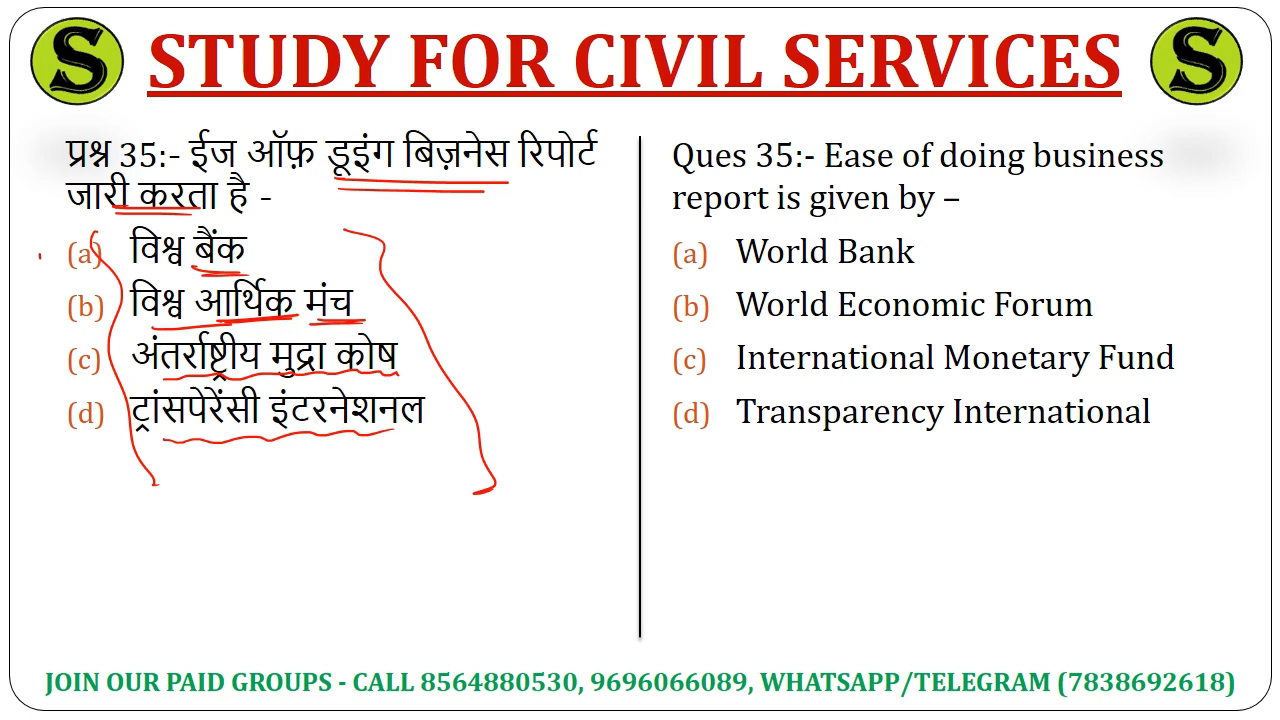 S STUDY FOR CIVIL SERVICES S
प्रश्न 35:- ईज ऑफ़ डूइंग बिज़नेस रिपोर्ट
जारी करता है -
(a) विश्व बैंक
(b) विश्व आर्थिक मंच
(c) अंतर्राष्ट्रीय मुद्रा कोष
(d) ट्रांसपेरेंसी इंटरनेशनल
Ques 35:- Ease of doing business
report is given by –
(a) World Bank
(b) World Economic Forum
(c) International Monetary Fund
(d) Transparency International
JOIN OUR PAID GROUPS - CALL 8564880530, 9696066089, WHATSAPP/TELEGRAM (7838692618)